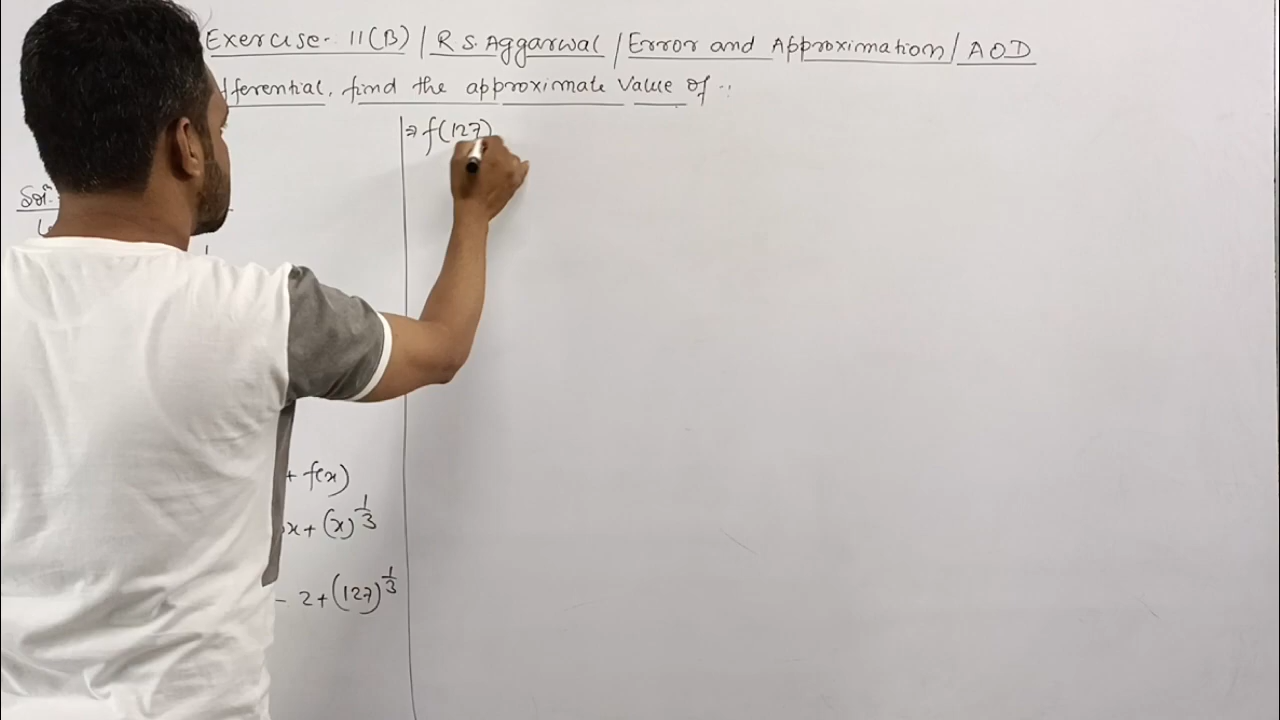 Exercise- 11(B) / R S. Aggarwal / Error and Approximation / AOD
fferential, find the approximate value of ..
Solⁿ.
⇒ f(127)
+ f(x)
x + (x)^1/3
- 2 + (127)^1/3